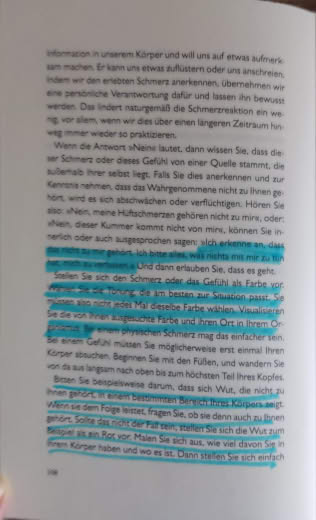 Information in unserem Körper und will uns auf etwas aufmerk-
sam machen. Er kann uns etwas zuflüstern oder uns anschreien.
Indem wir den erlebten Schmerz anerkennen, übernehmen wir
eine persönliche Verantwortung dafür und lassen ihn bewusst
werden. Das lindert naturgemäß die Schmerzreaktion ein we-
nig, vor allem, wenn wir dies über einen längeren Zeitraum hin-
weg immer wieder so praktizieren.
Wenn die Antwort »Nein« lautet, dann wissen Sie, dass die-
ser Schmerz oder dieses Gefühl von einer Quelle stammt, die
außerhalb Ihrer selbst liegt. Falls Sie dies anerkennen und zur
Kenntnis nehmen, dass das Wahrgenommene nicht zu Ihnen ge-
hört, wird es sich abschwächen oder verflüchtigen. Hören Sie
also: »Nein, meine Hüftschmerzen gehören nicht zu mir«, oder:
»Nein, dieser Kummer kommt nicht von mir«, können Sie in-
nerlich oder auch ausgesprochen sagen: »Ich erkenne an, dass
das nicht zu mir gehört. Ich bitte alles, was nichts mit mir zu tun
hat, mich zu verlassen.« Und dann erlauben Sie, dass es geht.
Stellen Sie sich den Schmerz oder das Gefühl als Farbe vor.
Wählen Sie die Tönung, die am besten zur Situation passt. Sie
müssen also nicht jedes Mal dieselbe Farbe wählen. Visualisieren
Sie die von Ihnen ausgesuchte Farbe und ihren Ort in Ihrem Or-
ganismus. Bei einem physischen Schmerz mag das einfacher sein.
Bei einem Gefühl müssen Sie möglicherweise erst einmal Ihren
Körper absuchen. Beginnen Sie mit den Füßen, und wandern Sie
von da aus langsam nach oben bis zum höchsten Teil Ihres Kopfes.
Bitten Sie beispielsweise darum, dass sich Wut, die nicht zu
Ihnen gehört, in einem bestimmten Bereich Ihres Körpers zeigt.
Wenn sie dem Folge leistet, fragen Sie, ob sie denn auch zu Ihnen
gehört. Sollte das nicht der Fall sein, stellen Sie sich die Wut zum
Beispiel als ein Rot vor. Malen Sie sich aus, wie viel davon Sie in
Ihrem Körper haben und wo es ist. Dann stellen Sie sich einfach